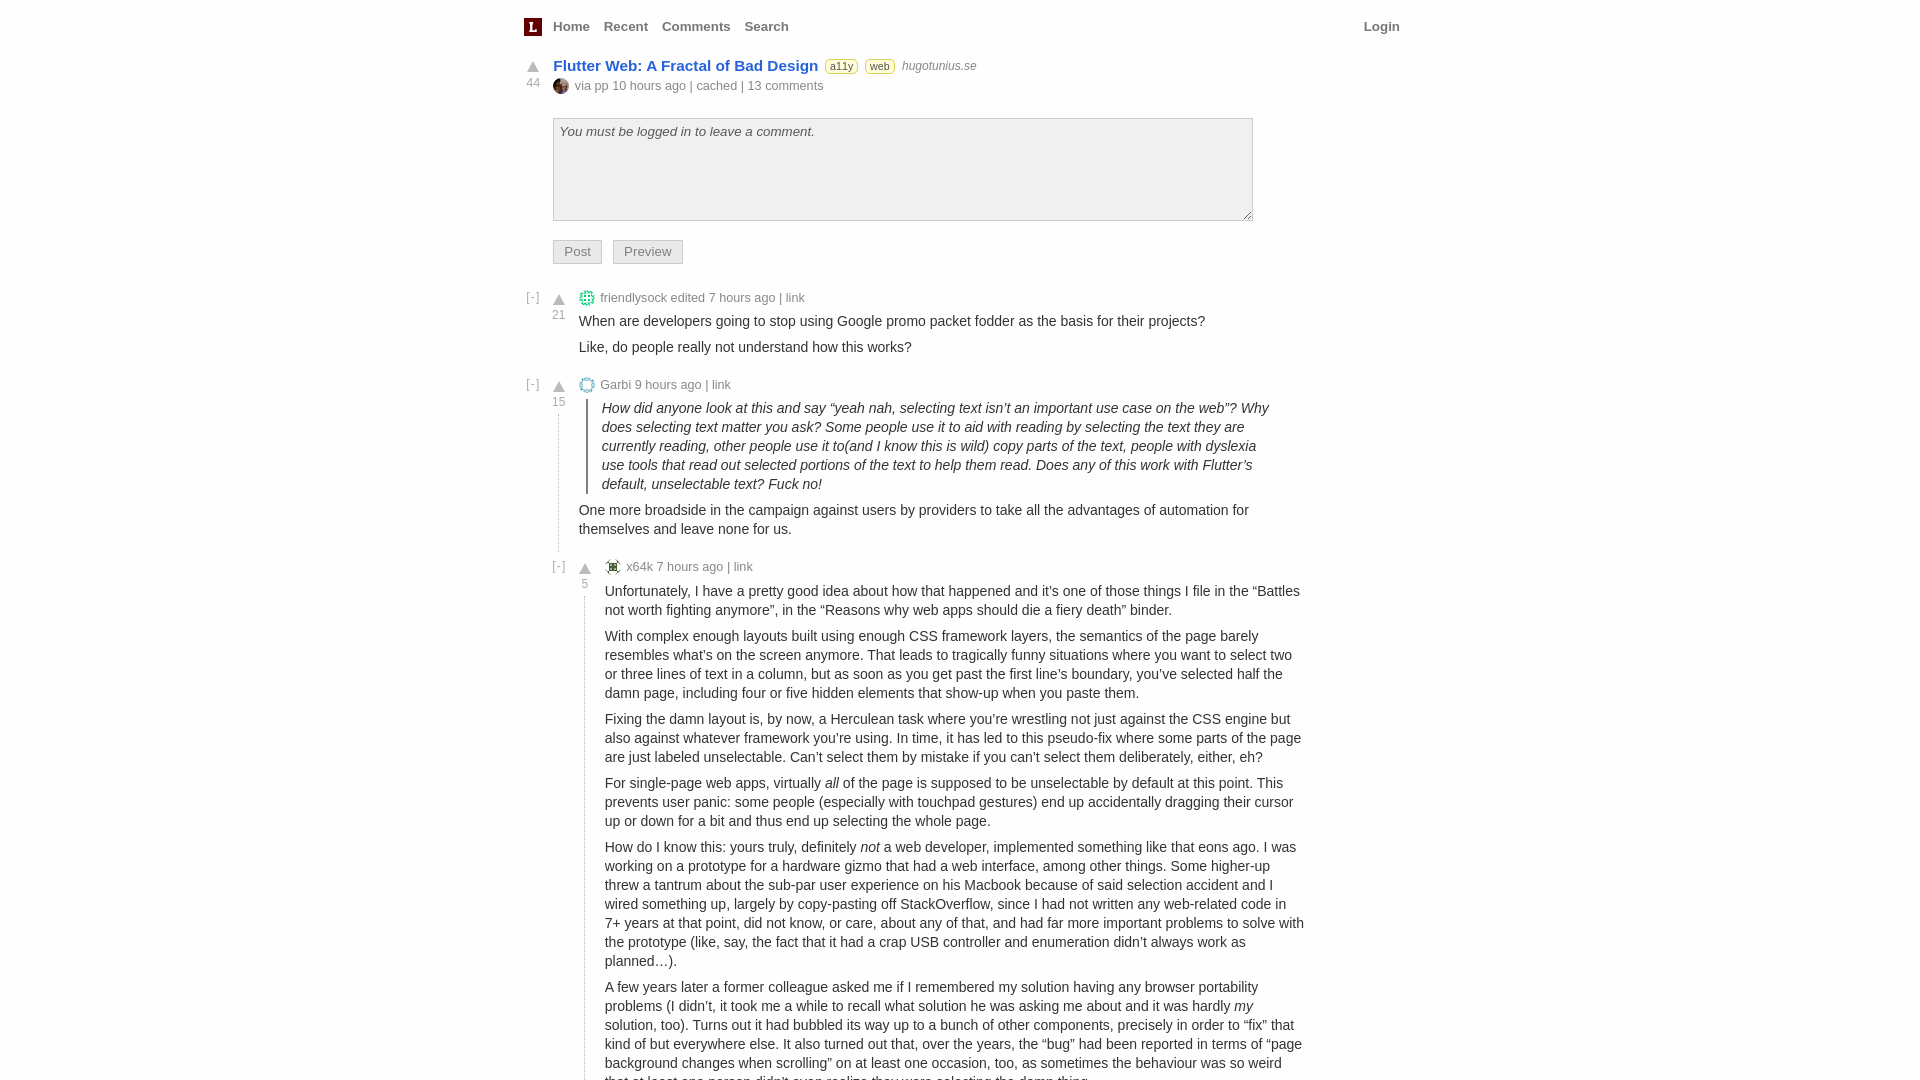 L Home Recent Comments Search Login
Flutter Web: A Fractal of Bad Design a11y web hugotunius.se
44 via pp 10 hours ago | cached | 13 comments
You must be logged in to leave a comment.
Post Preview
[-] friendlysock edited 7 hours ago | link
21
When are developers going to stop using Google promo packet fodder as the basis for their projects?
Like, do people really not understand how this works?
[-] Garbi 9 hours ago | link
15
How did anyone look at this and say “yeah nah, selecting text isn’t an important use case on the web”? Why
does selecting text matter you ask? Some people use it to aid with reading by selecting the text they are
currently reading, other people use it to(and I know this is wild) copy parts of the text, people with dyslexia
use tools that read out selected portions of the text to help them read. Does any of this work with Flutter’s
default, unselectable text? Fuck no!
One more broadside in the campaign against users by providers to take all the advantages of automation for
themselves and leave none for us.
[-] x64k 7 hours ago | link
5
Unfortunately, I have a pretty good idea about how that happened and it’s one of those things I file in the “Battles
not worth fighting anymore”, in the “Reasons why web apps should die a fiery death” binder.
With complex enough layouts built using enough CSS framework layers, the semantics of the page barely
resembles what’s on the screen anymore. That leads to tragically funny situations where you want to select two
or three lines of text in a column, but as soon as you get past the first line’s boundary, you’ve selected half the
damn page, including four or five hidden elements that show-up when you paste them.
Fixing the damn layout is, by now, a Herculean task where you’re wrestling not just against the CSS engine but
also against whatever framework you’re using. In time, it has led to this pseudo-fix where some parts of the page
are just labeled unselectable. Can’t select them by mistake if you can’t select them deliberately, either, eh?
For single-page web apps, virtually all of the page is supposed to be unselectable by default at this point. This
prevents user panic: some people (especially with touchpad gestures) end up accidentally dragging their cursor
up or down for a bit and thus end up selecting the whole page.
How do I know this: yours truly, definitely not a web developer, implemented something like that eons ago. I was
working on a prototype for a hardware gizmo that had a web interface, among other things. Some higher-up
threw a tantrum about the sub-par user experience on his Macbook because of said selection accident and I
wired something up, largely by copy-pasting off StackOverflow, since I had not written any web-related code in
7+ years at that point, did not know, or care, about any of that, and had far more important problems to solve with
the prototype (like, say, the fact that it had a crap USB controller and enumeration didn’t always work as
planned…).
A few years later a former colleague asked me if I remembered my solution having any browser portability
problems (I didn’t, it took me a while to recall what solution he was asking me about and it was hardly my
solution, too). Turns out it had bubbled its way up to a bunch of other components, precisely in order to “fix” that
kind of but everywhere else. It also turned out that, over the years, the “bug” had been reported in terms of “page
background changes when scrolling” on at least one occasion, too, as sometimes the behaviour was so weird
that at least one person didn’t even realize they were selecting the damn thing.